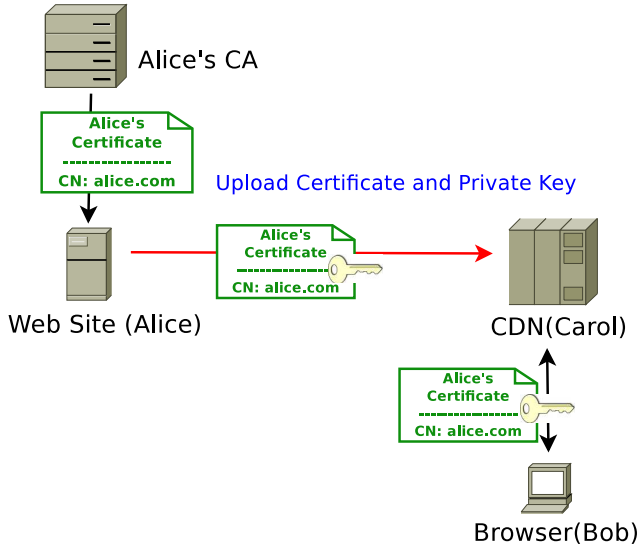 Alice's CA
Alice's
Certificate
CN: alice.com
Upload Certificate and Private Key
Alice's
Certificate
CN: alice.com
Web Site (Alice)
CDN(Carol)
Alice's
Certificate
CN: alice.com
Browser(Bob)